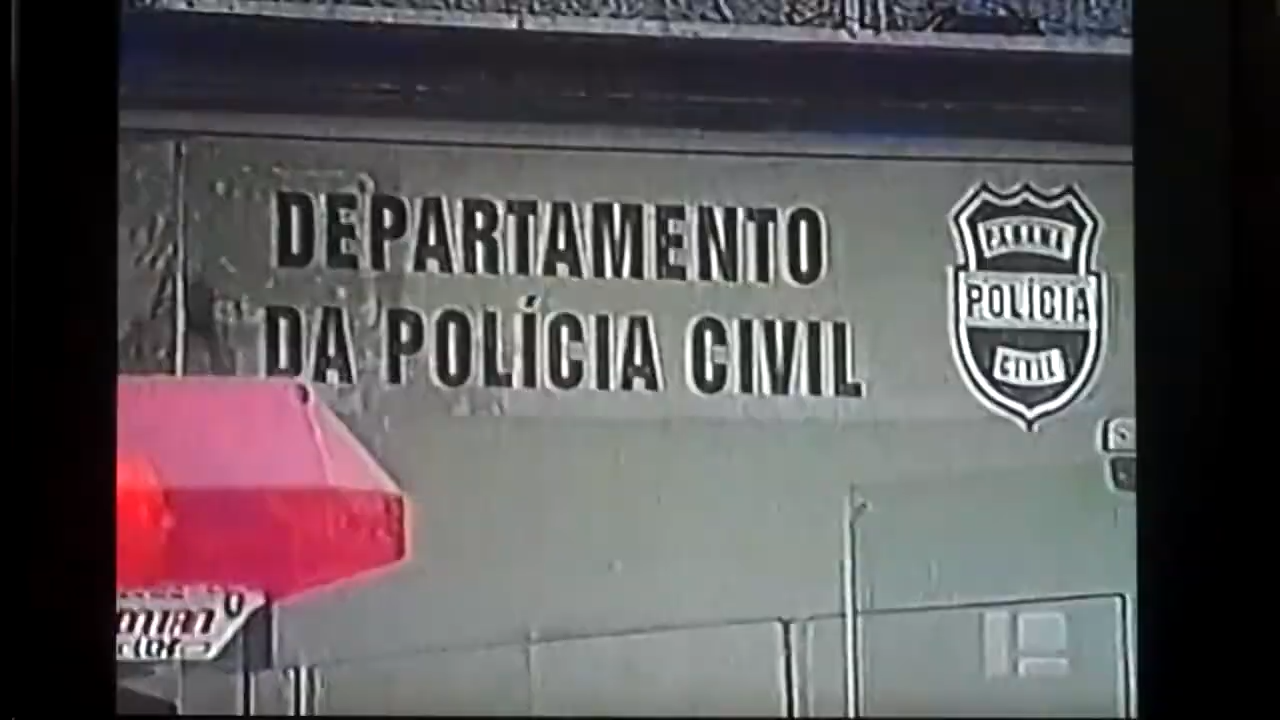 DEPARTAMENTO
DA POLÍCIA CIVIL
PARANÁ
POLÍCIA
CIVIL